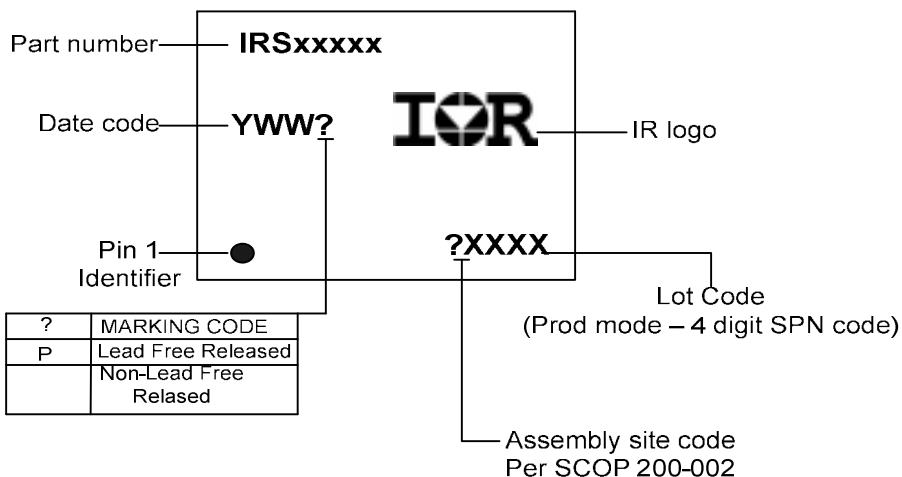 Part number
IRSxxxxx
Date code
YWW?
IOR
IR logo
Pin 1
Identifier
?XXXX
Lot Code
(Prod mode – 4 digit SPN code)
? MARKING CODE
P Lead Free Released
Non-Lead Free
Relased
Assembly site code
Per SCOP 200-002